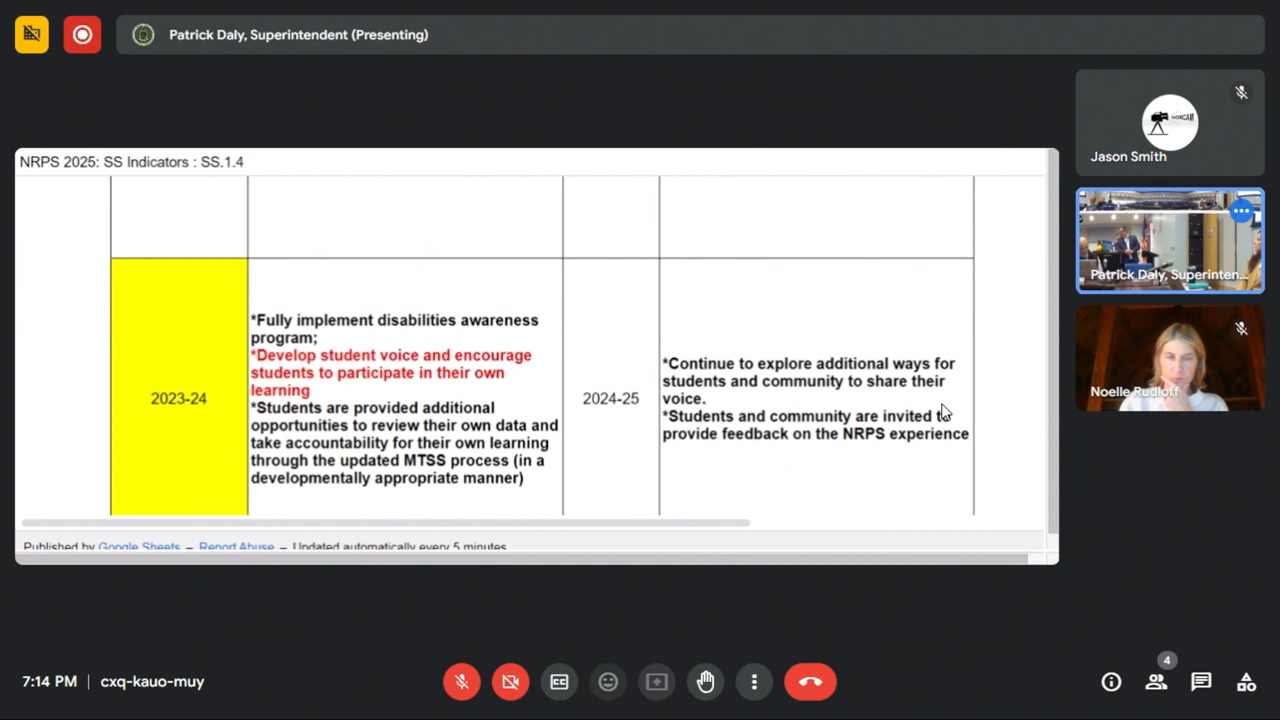 Patrick Daly, Superintendent (Presenting)
NRPS 2025: SS Indicators : SS.1.4
2023-24
*Fully implement disabilities awareness
program;
*Develop student voice and encourage
students to participate in their own
learning
*Students are provided additional
opportunities to review their own data and
take accountability for their own learning
through the updated MTSS process (in a
developmentally appropriate manner)
2024-25
*Continue to explore additional ways for
students and community to share their
voice.
*Students and community are invited to
provide feedback on the NRPS experience
Published by Google Sheets – Report Abuse – Updated automatically every 5 minutes
NORCAM
Jason Smith
Patrick Daly, Superinten...
Noelle Rudloff
7:14 PM | cxq-kauo-muy
CC
4